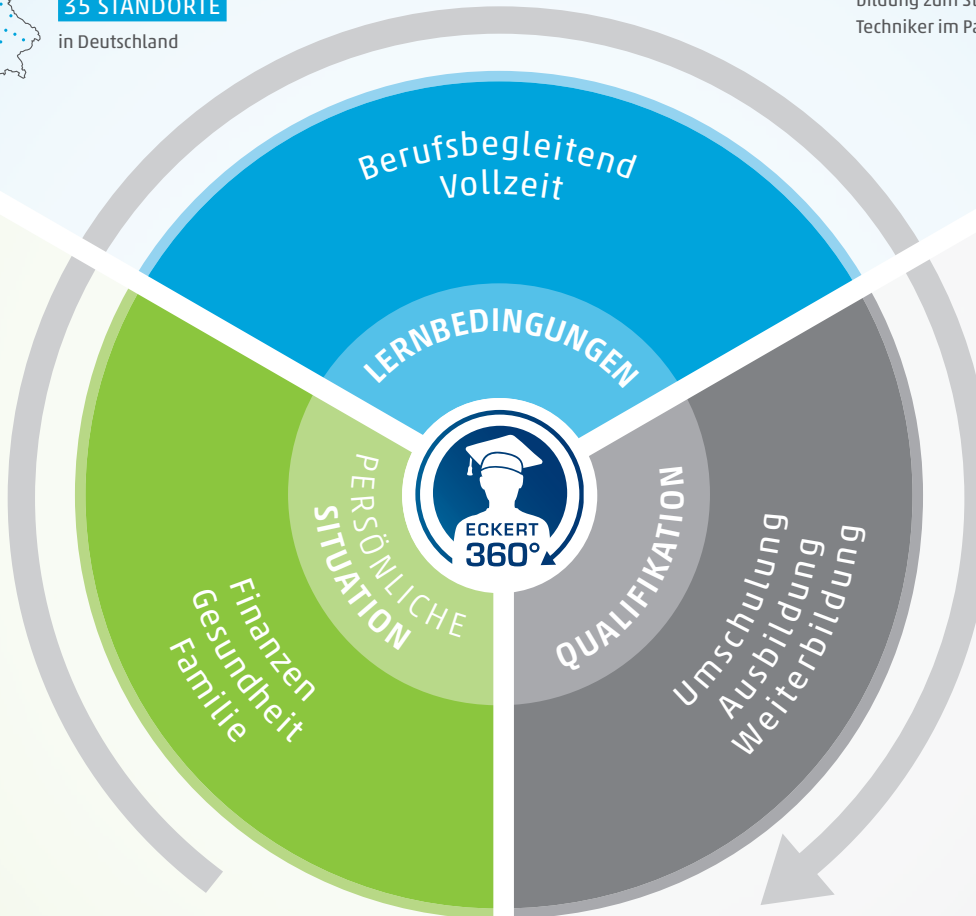 35 STANDORTE
in Deutschland
Techniker im
Berufsbegleitend
Vollzeit
LERNBEDINGUNGEN
PERSÖNLICHE
SITUATION
Finanzen
Gesundheit
Familie
ECKERT
360°
QUALIFIKATION
Umschulung
Ausbildung
Weiterbildung